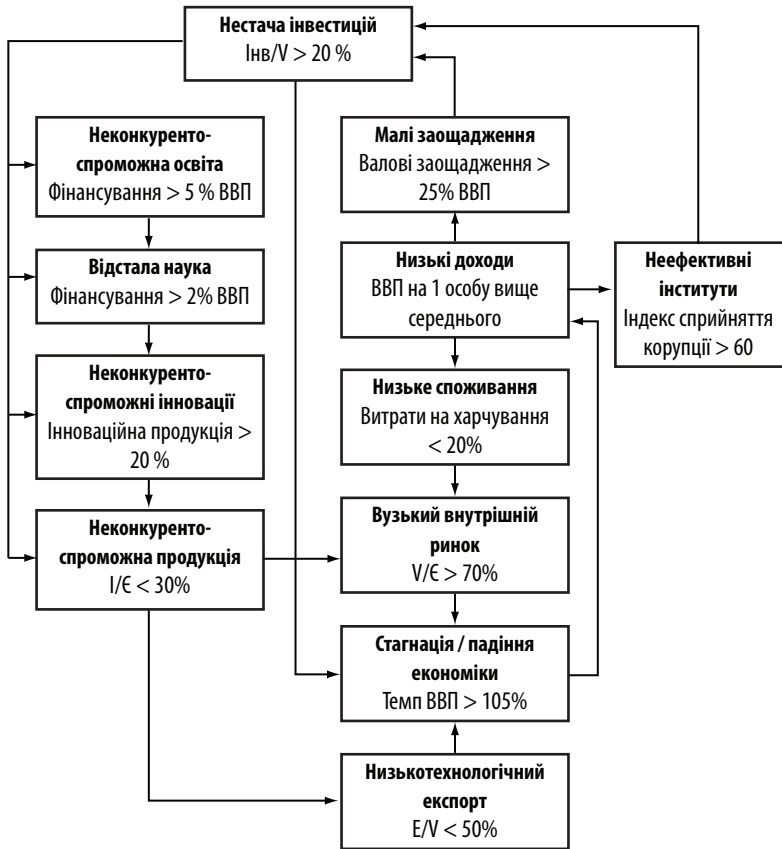 Нестача інвестицій
Інв/V > 20 %
Неконкуренто-
спроможна освіта
Фінансування > 5 % ВВП
Малі заощадження
Валові заощадження >
25% ВВП
Відстала наука
Фінансування > 2% ВВП
Низькі доходи
ВВП на 1 особу вище
середнього
Неефективні
інститути
Індекс сприйняття
корупції > 60
Неконкуренто-
спроможні інновації
Інноваційна продукція >
20 %
Низьке споживання
Витрати на харчування
< 20%
Неконкуренто-
спроможна продукція
І/Є < 30%
Вузький внутрішній
ринок
V/Є > 70%
Стагнація / падіння
економіки
Темп ВВП > 105%
Низькотехнологічний
експорт
E/V < 50%